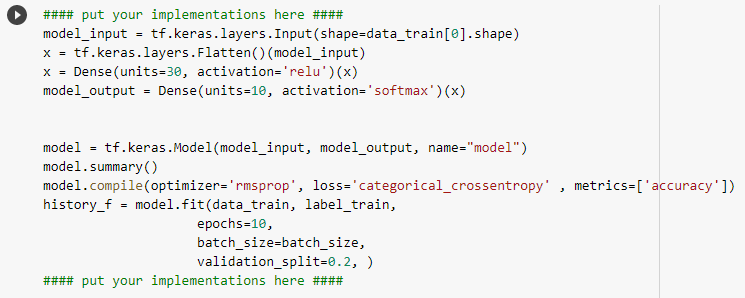 #### put your implementations here ####
model_input = tf.keras.layers.Input(shape=data_train[0].shape)
x = tf.keras.layers.Flatten()(model_input)
x = Dense(units=30, activation='relu')(x)
model_output = Dense(units=10, activation='softmax')(x)
model = tf.keras.Model(model_input, model_output, name="model")
model.summary()
model.compile(optimizer='rmsprop', loss='categorical_crossentropy' , metrics=['accuracy'])
history_f = model.fit(data_train, label_train,
epochs=10,
batch_size=batch_size,
validation_split=0.2, )
#### put your implementations here ####